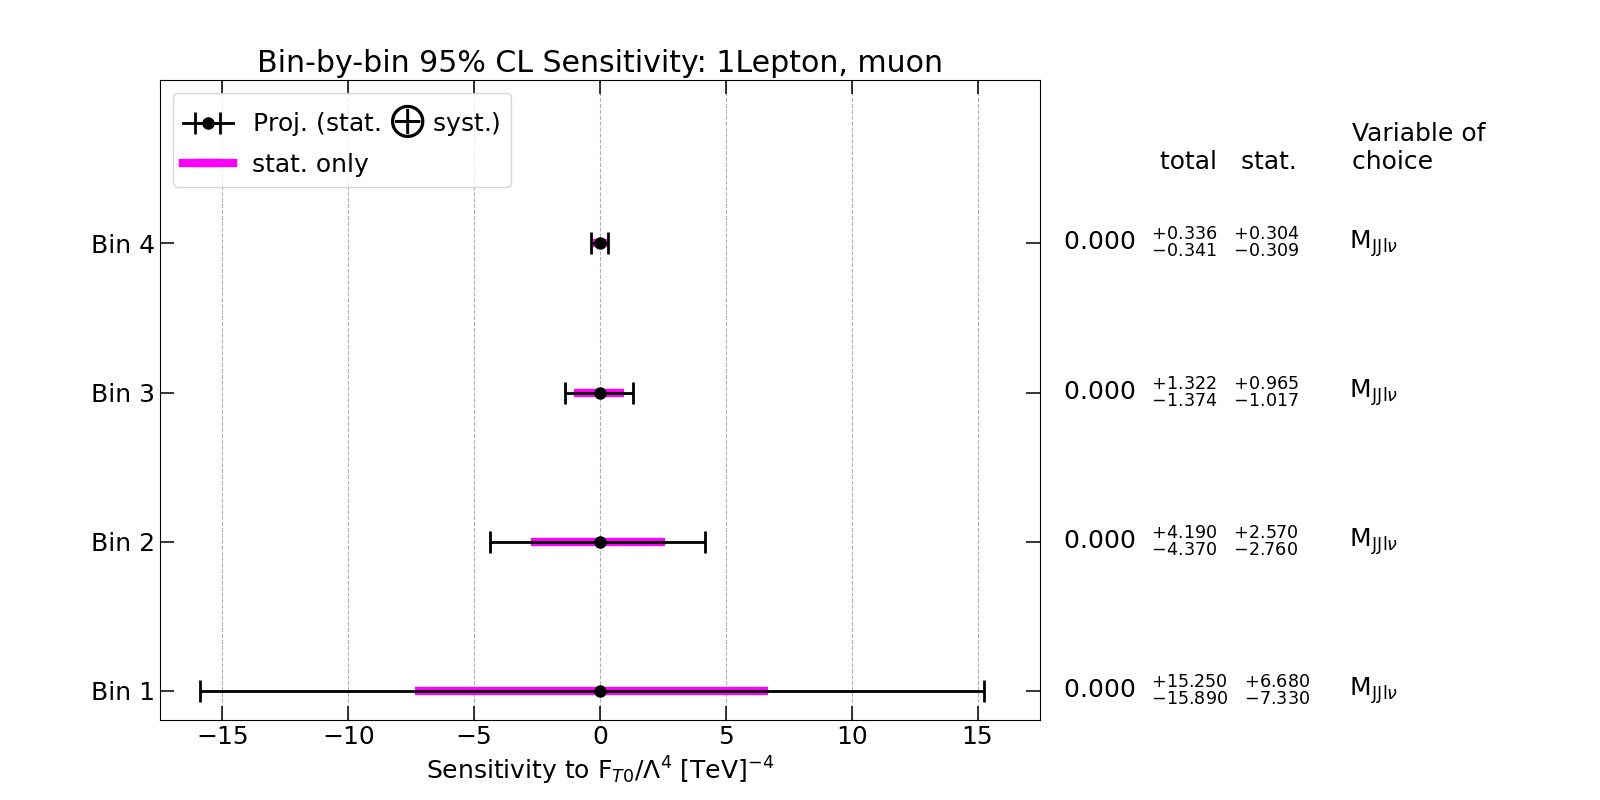 Bin-by-bin 95% CL Sensitivity: 1Lepton, muon
Proj. (stat. ⊕ syst.)
stat. only
total stat. Variable of
choice
Bin 4 0.000 +0.336 −0.341 +0.304 −0.309 M_JJlν
Bin 3 0.000 +1.322 −1.374 +0.965 −1.017 M_JJlν
Bin 2 0.000 +4.190 −4.370 +2.570 −2.760 M_JJlν
Bin 1 0.000 +15.250 −15.890 +6.680 −7.330 M_JJlν
−15 −10 −5 0 5 10 15
Sensitivity to F_T0/Λ^4 [TeV]^−4